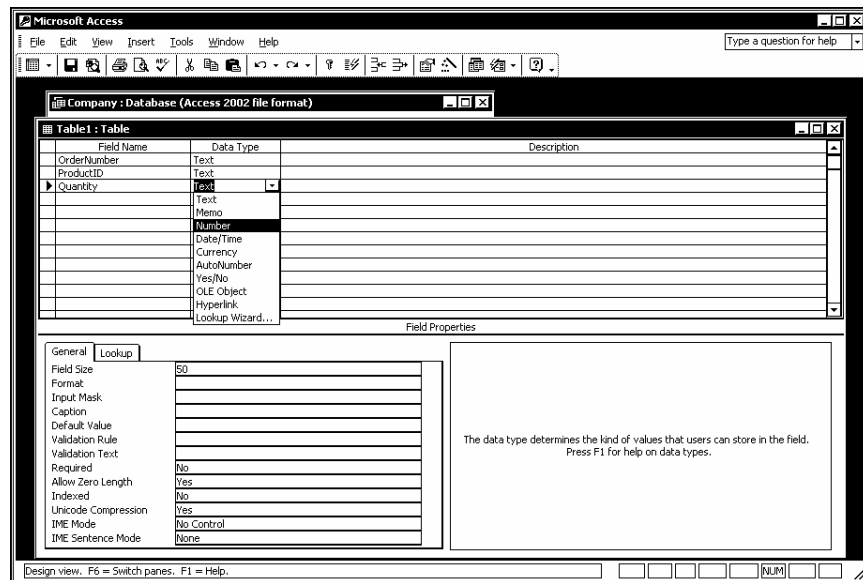 Microsoft Access
File Edit View Insert Tools Window Help Type a question for help
Company : Database (Access 2002 file format)
Table1 : Table
Field Name Data Type Description
OrderNumber Text
ProductID Text
Quantity Text
Text
Memo
Number
Date/Time
Currency
AutoNumber
Yes/No
OLE Object
Hyperlink
Lookup Wizard...
Field Properties
General Lookup
Field Size 50
Format
Input Mask
Caption
Default Value
Validation Rule
Validation Text
Required No
Allow Zero Length Yes
Indexed No
Unicode Compression Yes
IME Mode No Control
IME Sentence Mode None
The data type determines the kind of values that users can store in the field.
Press F1 for help on data types.
Design view. F6 = Switch panes. F1 = Help. NUM